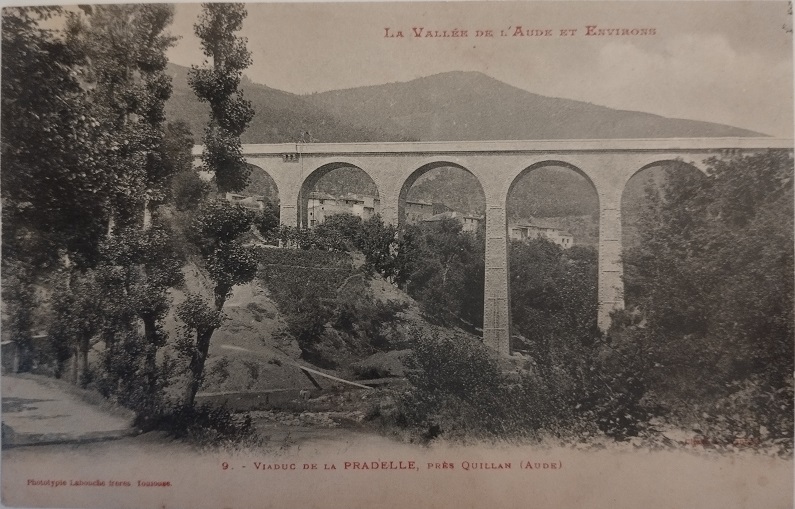 La Vallée de l'Aude et Environs
9. - Viaduc de la PRADELLE, près Quillan (Aude)
Phototypie Labouche frères Toulouse.